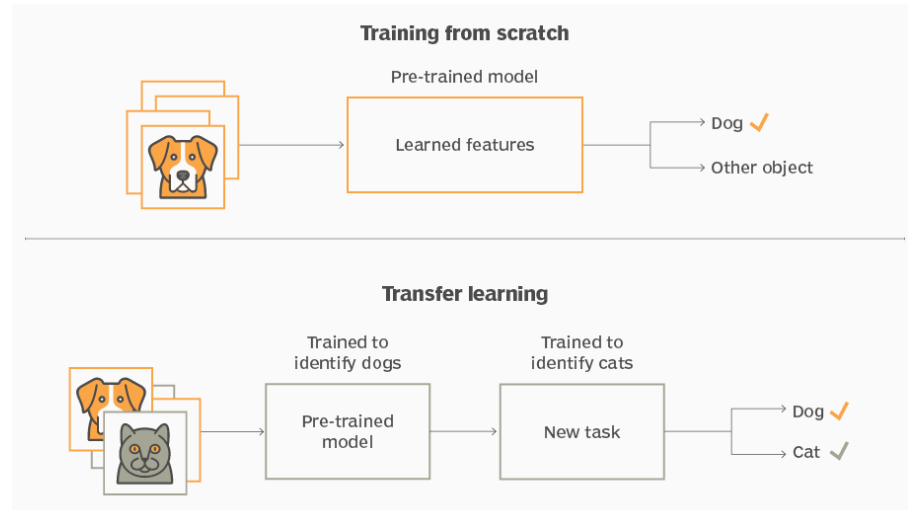 Training from scratch
Pre-trained model
Learned features
Dog
Other object
Transfer learning
Trained to
identify dogs
Trained to
identify cats
Pre-trained
model
New task
Dog
Cat